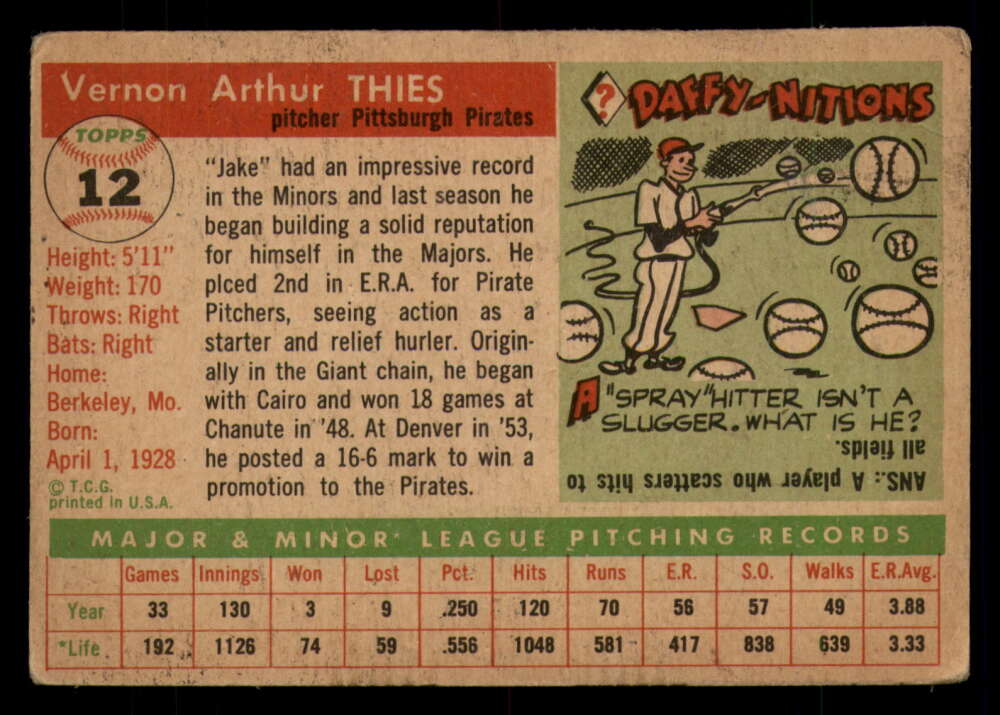 Vernon Arthur THIES
pitcher Pittsburgh Pirates
TOPPS
12
Height: 5'11"
Weight: 170
Throws: Right
Bats: Right
Home:
Berkeley, Mo.
Born:
April 1, 1928
© T.C.G.
printed in U.S.A.
"Jake" had an impressive record
in the Minors and last season he
began building a solid reputation
for himself in the Majors. He
plced 2nd in E.R.A. for Pirate
Pitchers, seeing action as a
starter and relief hurler. Origin-
ally in the Giant chain, he began
with Cairo and won 18 games at
Chanute in '48. At Denver in '53,
he posted a 16-6 mark to win a
promotion to the Pirates.
? DAFFY-NITIONS
A "SPRAY" HITTER ISN'T A
SLUGGER. WHAT IS HE?
ANS.: A player who scatters hits to
all fields.
MAJOR & MINOR* LEAGUE PITCHING RECORDS
Games Innings Won Lost Pct. Hits Runs E.R. S.O. Walks E.R.Avg.
Year 33 130 3 9 .250 120 70 56 57 49 3.88
*Life 192 1126 74 59 .556 1048 581 417 838 639 3.33